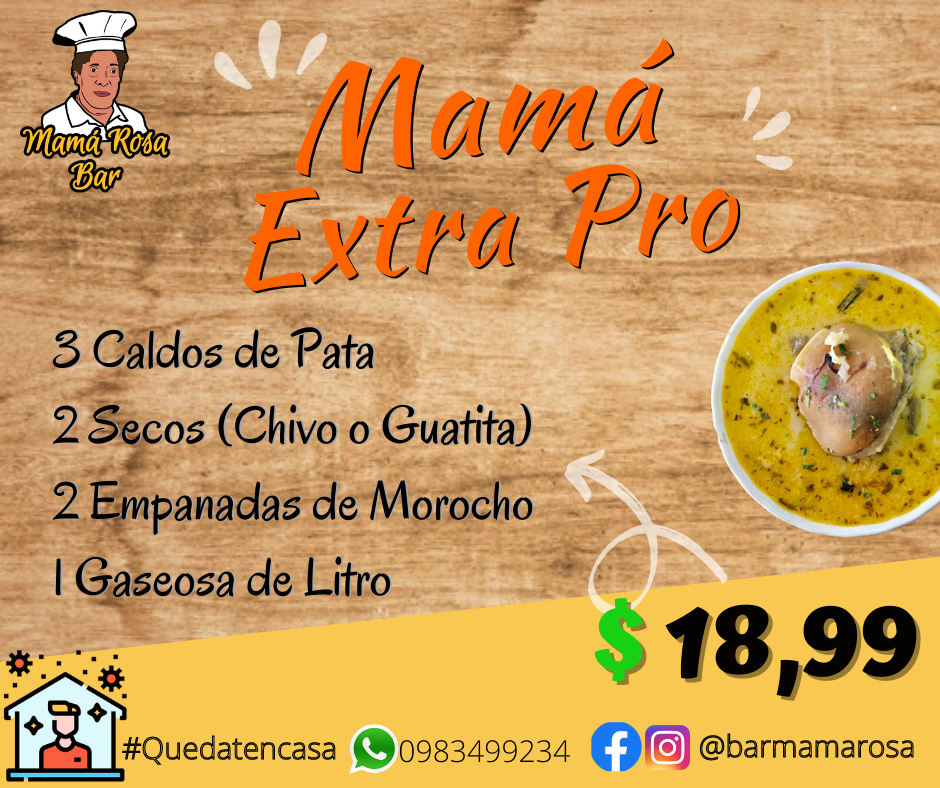 Mamá Rosa
Bar
Mamá
Extra Pro
3 Caldos de Pata
2 Secos (Chivo o Guatita)
2 Empanadas de Morocho
1 Gaseosa de Litro
$ 18,99
#Quedatencasa 0983499234 @barmamarosa